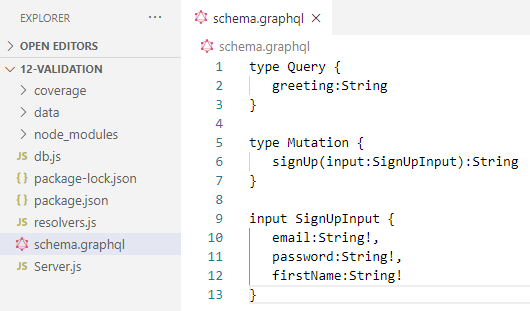 EXPLORER
OPEN EDITORS
12-VALIDATION
coverage
data
node_modules
JS db.js
{ } package-lock.json
{ } package.json
JS resolvers.js
schema.graphql
JS Server.js
schema.graphql
schema.graphql
1 type Query {
2 greeting:String
3 }
4
5 type Mutation {
6 signUp(input:SignUpInput):String
7 }
8
9 input SignUpInput {
10 email:String!,
11 password:String!,
12 firstName:String!
13 }